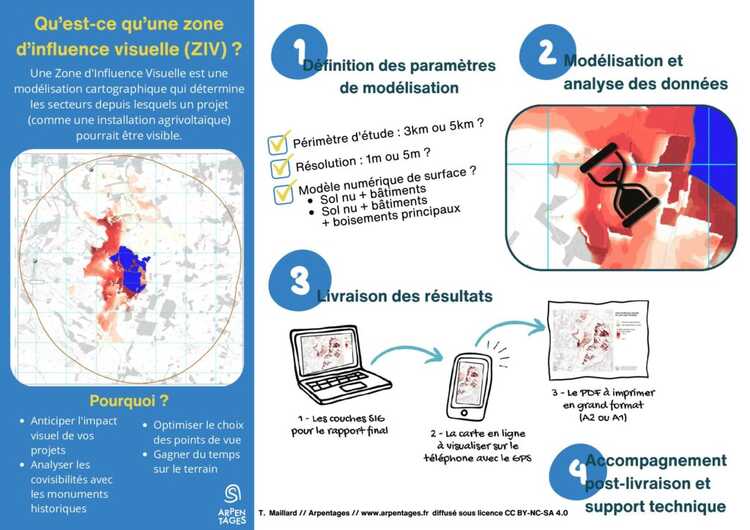 Qu'est-ce qu'une zone
d'influence visuelle (ZIV) ?
Une Zone d'Influence Visuelle est une
modélisation cartographique qui détermine
les secteurs depuis lesquels un projet
(comme une installation agrivoltaïque)
pourrait être visible.
Pourquoi ?
Anticiper l'impact
visuel de vos
projets
Analyser les
covisibilités avec
les monuments
historiques
Optimiser le choix
des points de vue
Gagner du temps
sur le terrain
ARPEN
TAGES
1
Définition des paramètres
de modélisation
Périmètre d'étude : 3km ou 5km ?
Résolution : 1m ou 5m ?
Modèle numérique de surface ?
Sol nu + bâtiments
Sol nu + bâtiments
+ boisements principaux
2
Modélisation et
analyse des données
3
Livraison des résultats
1 - Les couches SIG
pour le rapport final
2 - La carte en ligne
à visualiser sur le
téléphone avec le GPS
3 - Le PDF à imprimer
en grand format
(A2 ou A1)
4
Accompagnement
post-livraison et
support technique
T. Maillard // Arpentages // www.arpentages.fr diffusé sous licence CC BY-NC-SA 4.0